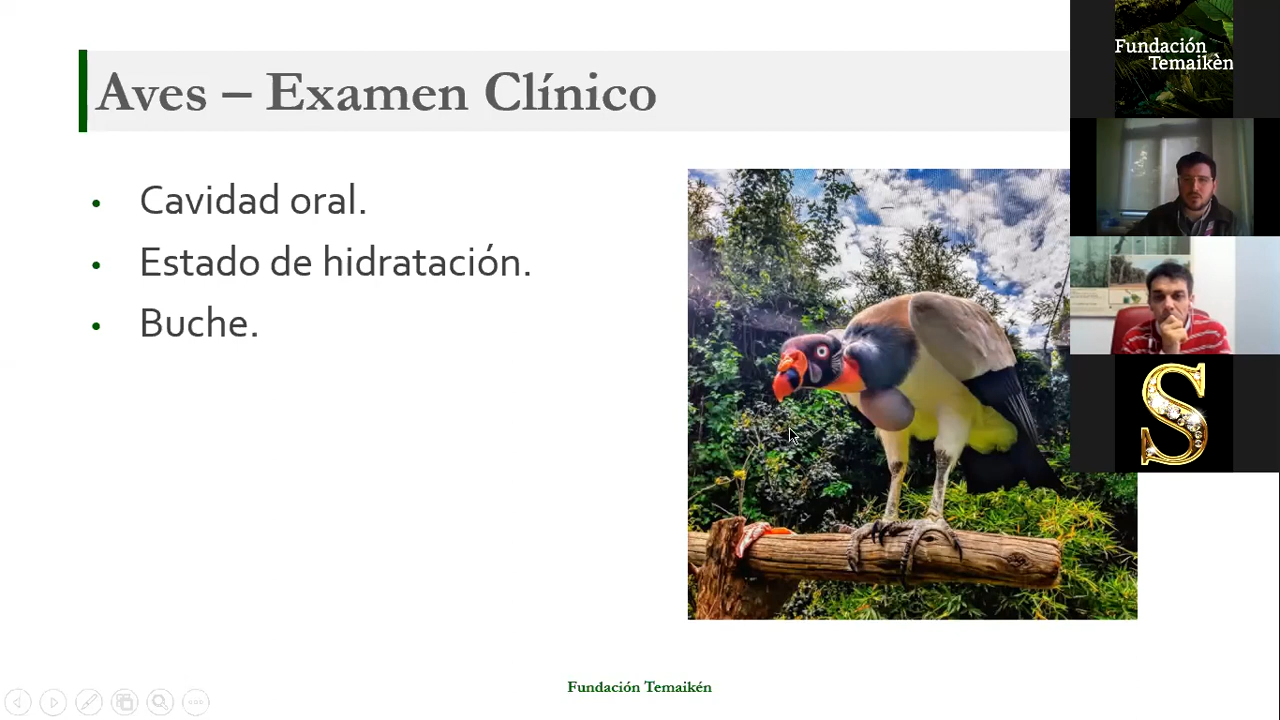 Aves – Examen Clínico
Fundación
Temaikèn
• Cavidad oral.
• Estado de hidratación.
• Buche.
S
Fundación Temaikén